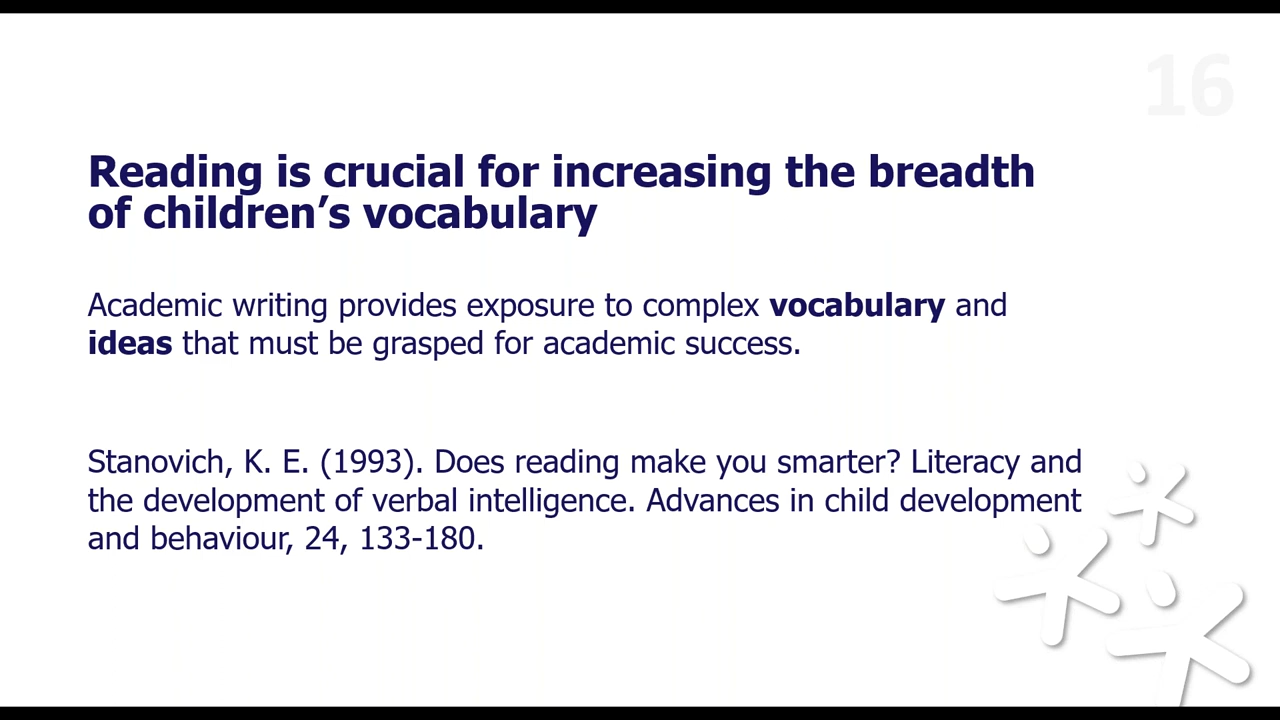 16
Reading is crucial for increasing the breadth
of children’s vocabulary
Academic writing provides exposure to complex vocabulary and
ideas that must be grasped for academic success.
Stanovich, K. E. (1993). Does reading make you smarter? Literacy and
the development of verbal intelligence. Advances in child development
and behaviour, 24, 133-180.